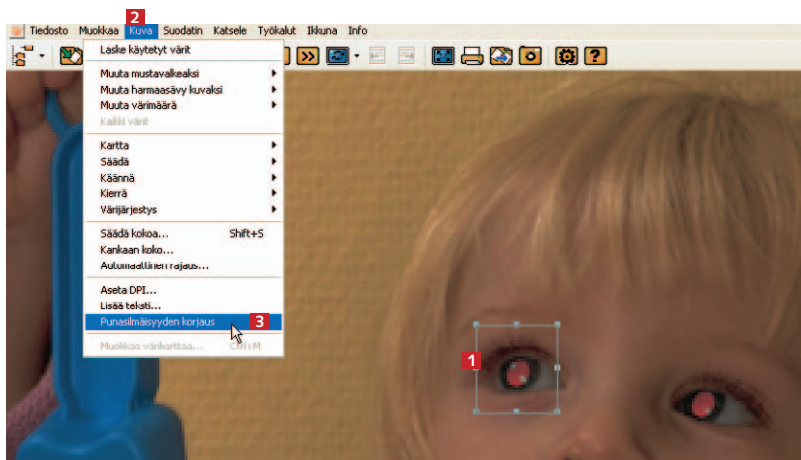 2
Tiedosto Muokkaa Kuva Suodatin Katsele Työkalut Ikkuna Info
Laske käytetyt värit
Muuta mustavalkeaksi
Muuta harmaasävy kuvaksi
Muuta värimäärä
Kaikki värit
Kartta
Säädä
Käännä
Kierrä
Värijärjestys
Säädä kokoa... Shift+S
Kankaan koko...
Automaattinen rajaus...
Aseta DPI...
Lisää teksti...
Punasilmäisyyden korjaus 3
Muokkaa värikarttaa... Ctrl+M
1